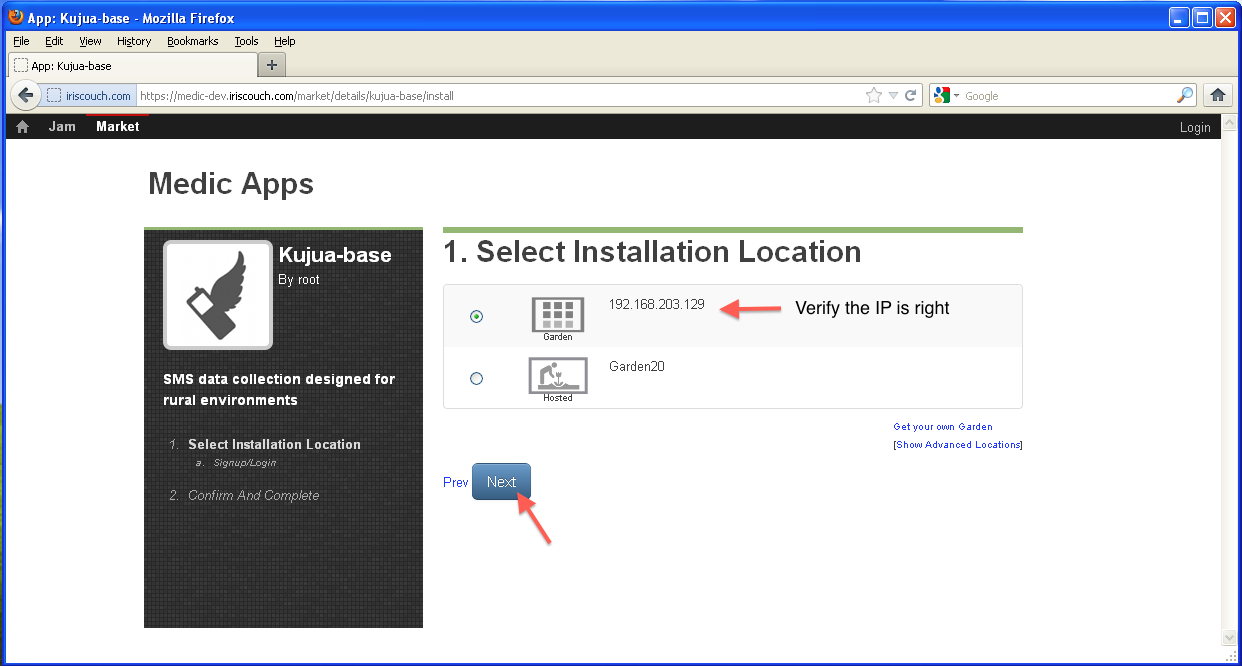 App: Kujua-base - Mozilla Firefox
File Edit View History Bookmarks Tools Help
App: Kujua-base
iriscouch.com https://medic-dev.iriscouch.com/market/details/kujua-base/install Google
Jam Market Login
Medic Apps
Kujua-base
By root
SMS data collection designed for
rural environments
1. Select Installation Location
a. Signup/Login
2. Confirm And Complete
1. Select Installation Location
192.168.203.129 Verify the IP is right
Garden
Garden20
Hosted
Get your own Garden
[Show Advanced Locations]
Prev Next